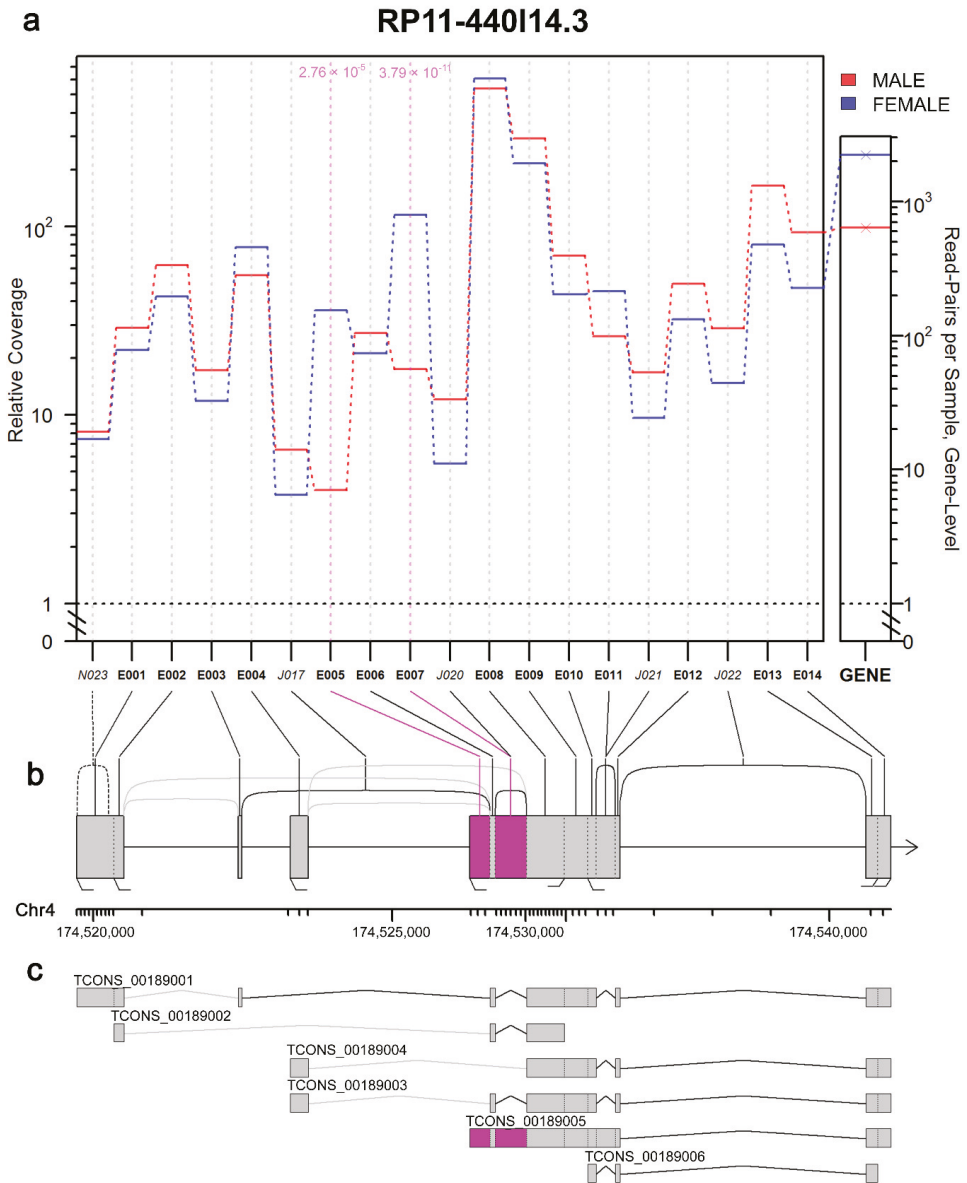 a
RP11-440I14.3
2.76 × 10-5 3.79 × 10-11
MALE
FEMALE
Relative Coverage
10²
10
1
0
10³
10²
10
1
0
Read-Pairs per Sample, Gene-Level
N023 E001 E002 E003 E004 J017 E005 E006 E007 J020 E008 E009 E010 E011 J021 E012 J022 E013 E014 GENE
b
Chr4
174,520,000 174,525,000 174,530,000 174,540,000
c
TCONS_00189001
TCONS_00189002
TCONS_00189004
TCONS_00189003
TCONS_00189005
TCONS_00189006